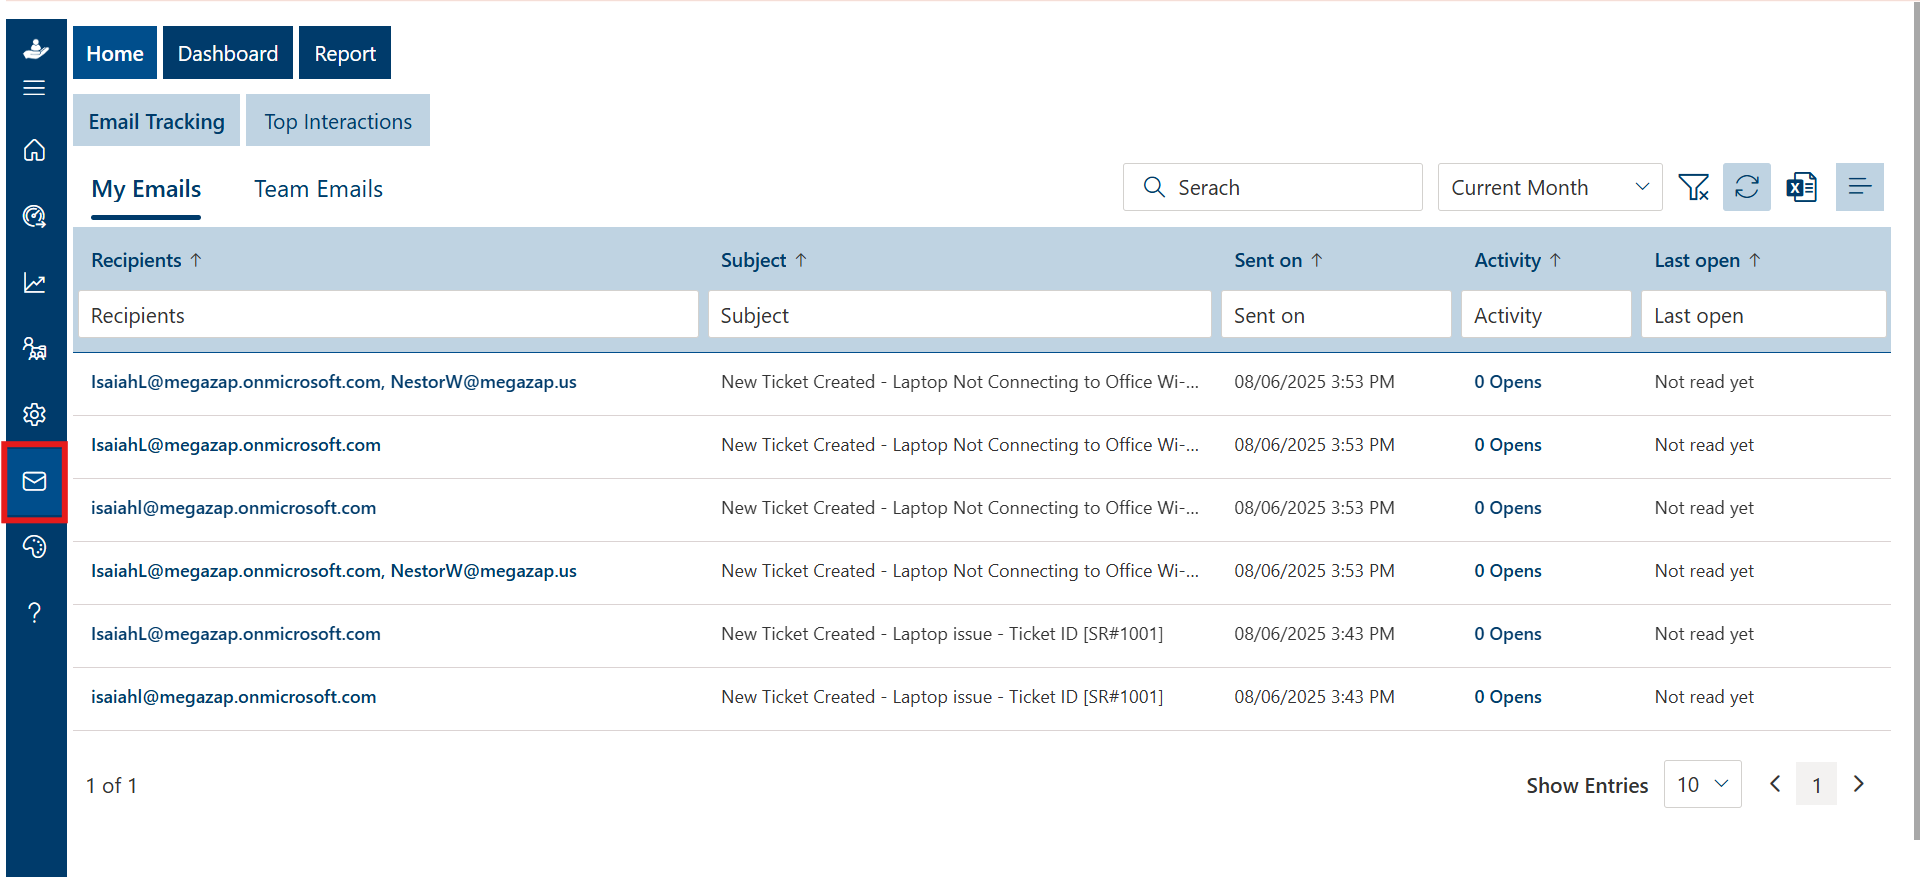 Home Dashboard Report
Email Tracking Top Interactions
My Emails Team Emails Serach Current Month
Recipients ↑ Subject ↑ Sent on ↑ Activity ↑ Last open ↑
Recipients Subject Sent on Activity Last open
IsaiahL@megazap.onmicrosoft.com, NestorW@megazap.us New Ticket Created - Laptop Not Connecting to Office Wi-... 08/06/2025 3:53 PM 0 Opens Not read yet
IsaiahL@megazap.onmicrosoft.com New Ticket Created - Laptop Not Connecting to Office Wi-... 08/06/2025 3:53 PM 0 Opens Not read yet
isaiahl@megazap.onmicrosoft.com New Ticket Created - Laptop Not Connecting to Office Wi-... 08/06/2025 3:53 PM 0 Opens Not read yet
IsaiahL@megazap.onmicrosoft.com, NestorW@megazap.us New Ticket Created - Laptop Not Connecting to Office Wi-... 08/06/2025 3:53 PM 0 Opens Not read yet
IsaiahL@megazap.onmicrosoft.com New Ticket Created - Laptop issue - Ticket ID [SR#1001] 08/06/2025 3:43 PM 0 Opens Not read yet
isaiahl@megazap.onmicrosoft.com New Ticket Created - Laptop issue - Ticket ID [SR#1001] 08/06/2025 3:43 PM 0 Opens Not read yet
1 of 1 Show Entries 10 1